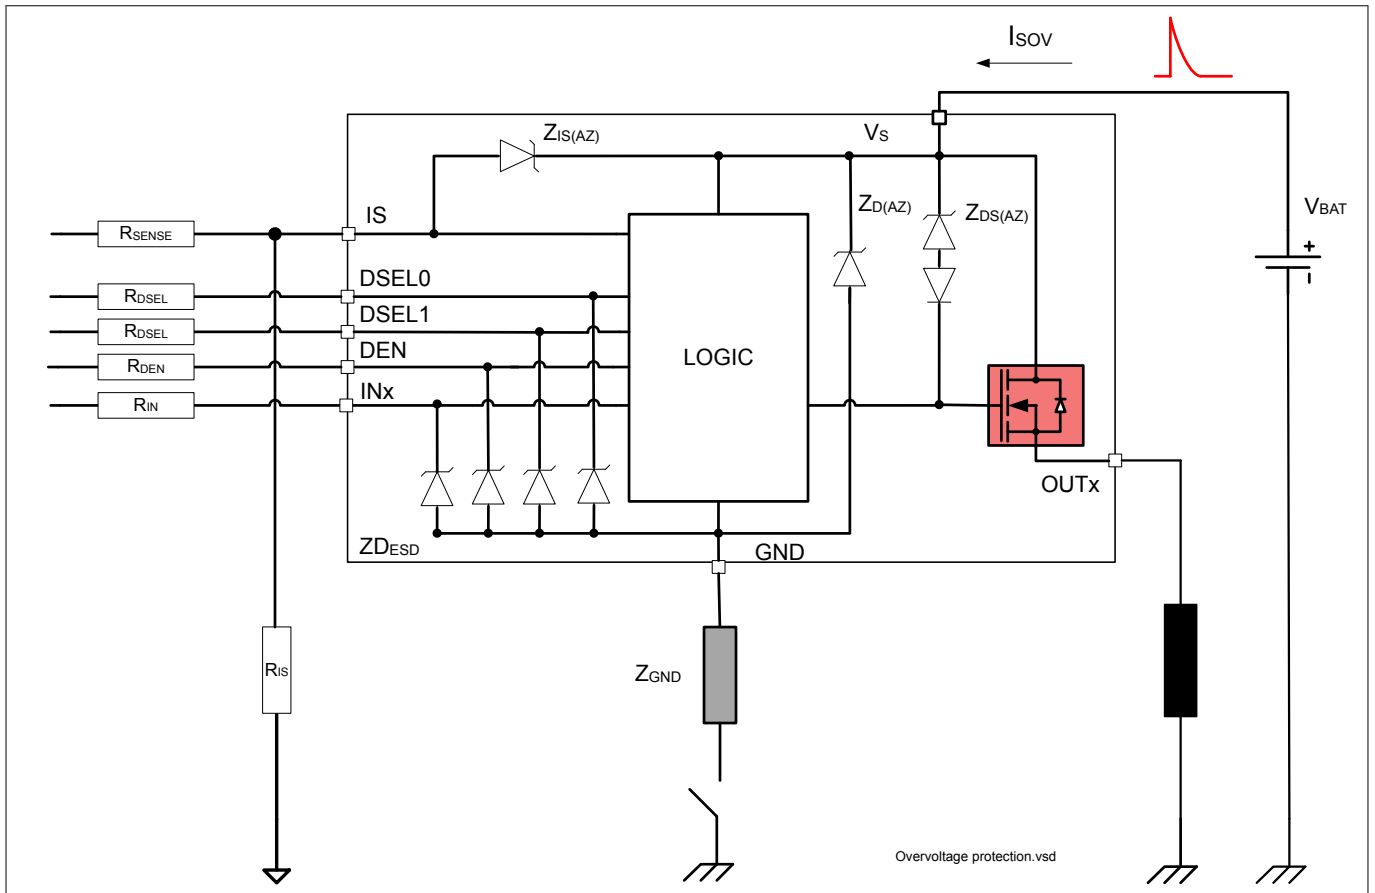 ISOV
ZIS(AZ)
VS
IS
ZD(AZ)
ZDS(AZ)
VBAT
RSENSE
+
-
DSEL0
RDSEL
DSEL1
RDSEL
LOGIC
DEN
RDEN
INx
RIN
OUTx
ZDESD
GND
RIS
ZGND
Overvoltage protection.vsd